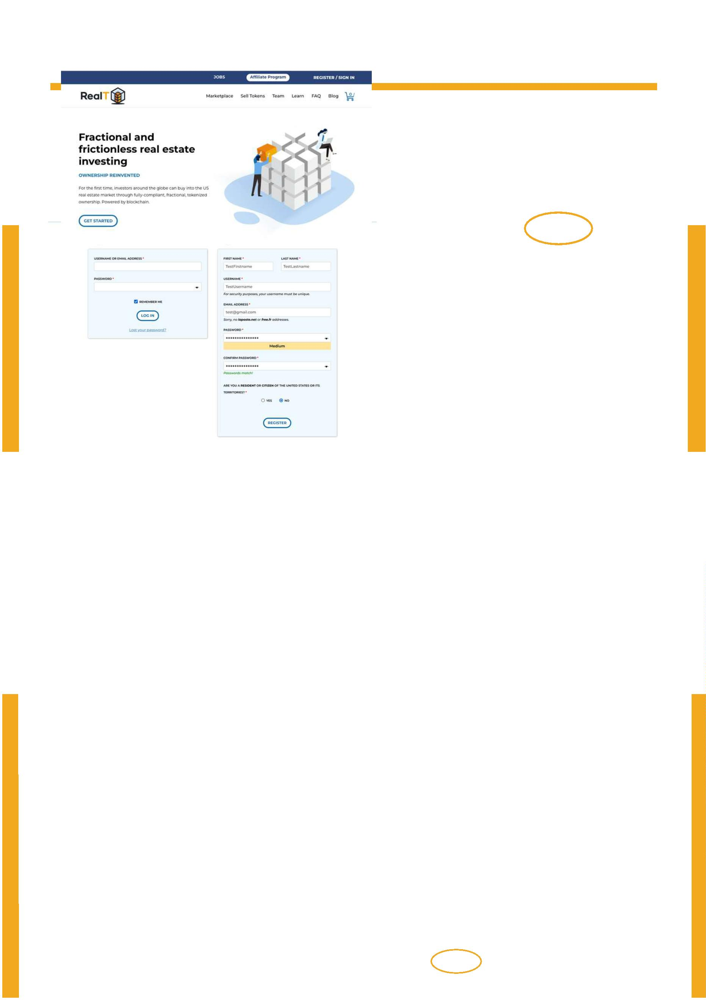 JOBS Affiliate Program REGISTER / SIGN IN
RealT Marketplace Sell Tokens Team Learn FAQ Blog 0
Fractional and
frictionless real estate
investing
OWNERSHIP REINVENTED
For the first time, investors around the globe can buy into the US
real estate market through fully-compliant, fractional, tokenized
ownership. Powered by blockchain.
GET STARTED
USERNAME OR EMAIL ADDRESS *
PASSWORD *
REMEMBER ME
LOG IN
Lost your password?
FIRST NAME * LAST NAME *
TestFirstname TestLastname
USERNAME *
TestUsername
For security purposes, your username must be unique.
EMAIL ADDRESS *
test@gmail.com
Sorry, no laposte.net or free.fr addresses.
PASSWORD *
•••••••••••••••
Medium
CONFIRM PASSWORD *
•••••••••••••••
Passwords match!
ARE YOU A RESIDENT OR CITIZEN OF THE UNITED STATES OR ITS
TERRITORIES? *
YES NO
REGISTER